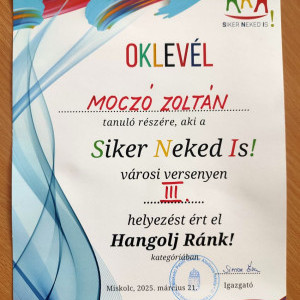 SIKER NEKED IS!
OKLEVÉL
MOCZÓ ZOLTÁN
tanuló részére, aki a
Siker Neked Is!
városi versenyen
III.
helyezést ért el
Hangolj Ránk!
kategóriában.
Miskolc, 2025. március 21.
Igazgató